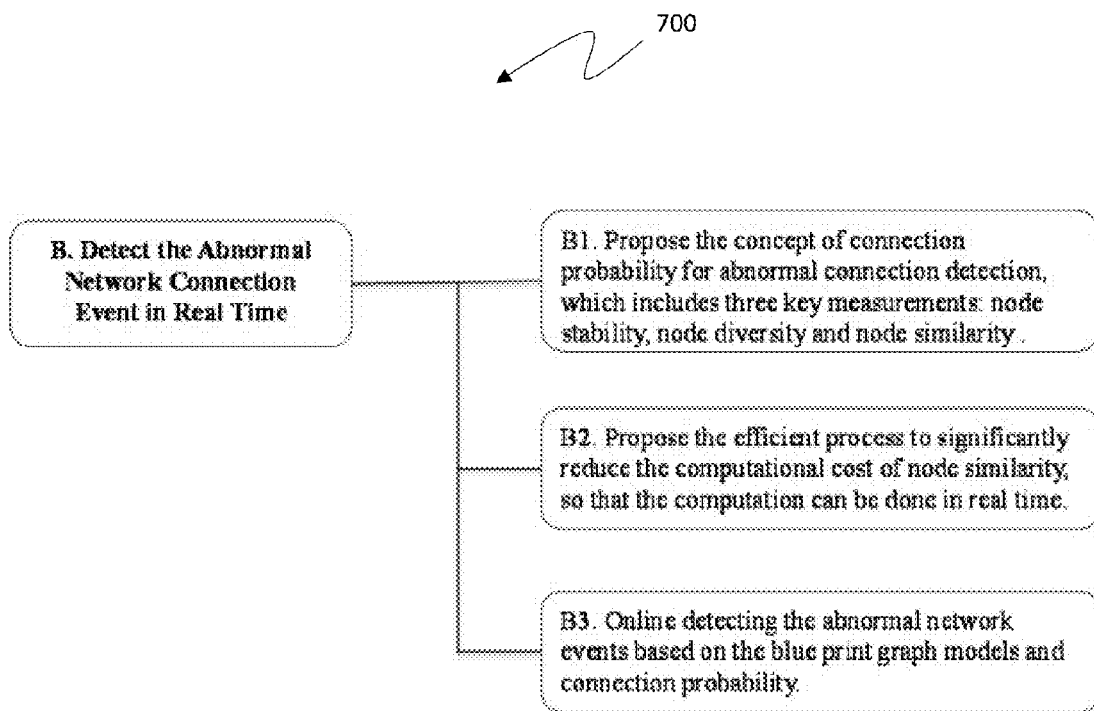 700
B. Detect the Abnormal
Network Connection
Event in Real Time
B1. Propose the concept of connection
probability for abnormal connection detection,
which includes three key measurements: node
stability, node diversity and node similarity .
B2. Propose the efficient process to significantly
reduce the computational cost of node similarity,
so that the computation can be done in real time.
B3. Online detecting the abnormal network
events based on the blue print graph models and
connection probability.